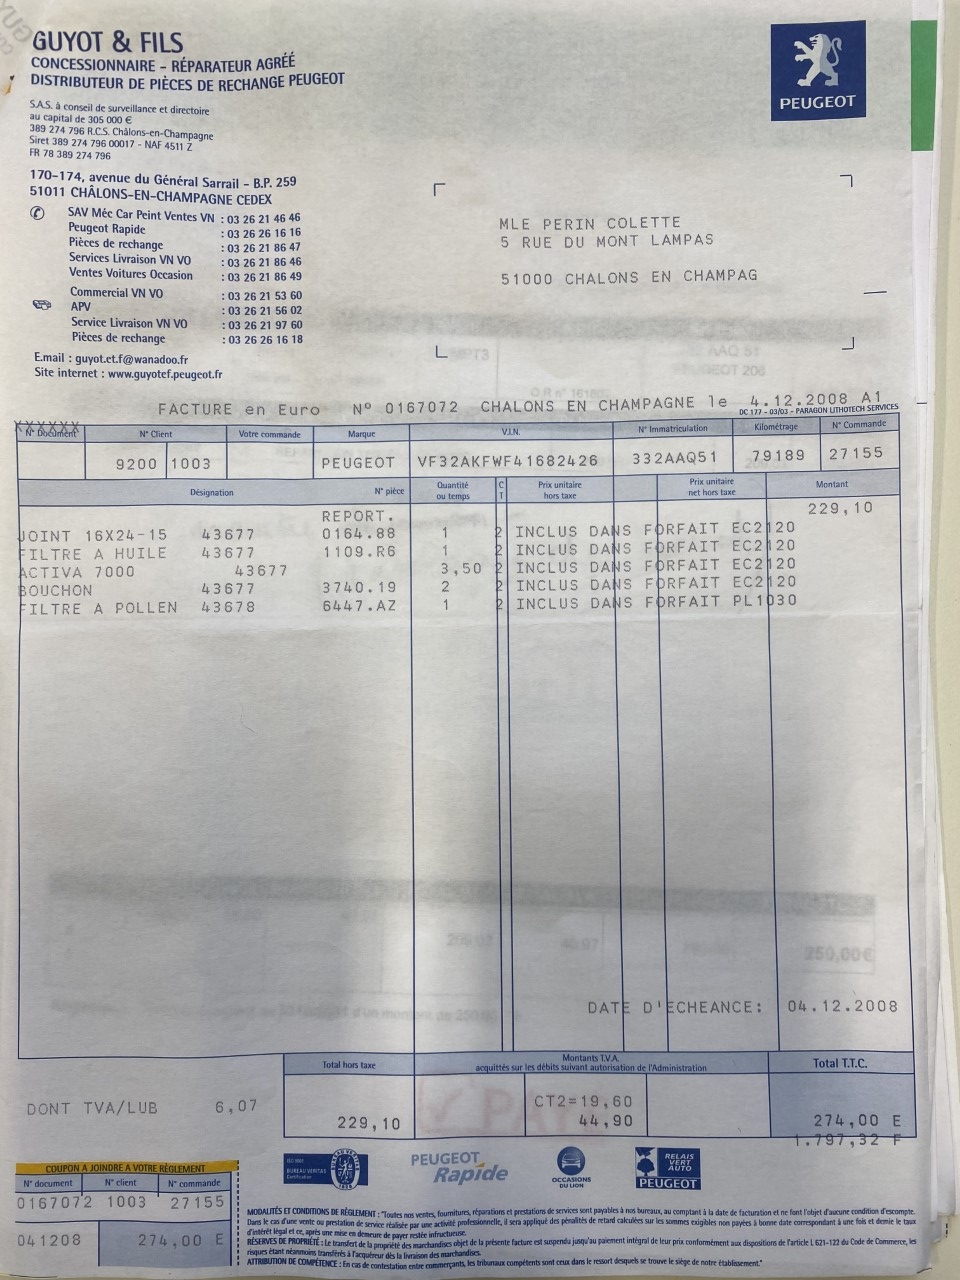 GUYOT & FILS
CONCESSIONNAIRE - RÉPARATEUR AGRÉÉ
DISTRIBUTEUR DE PIÈCES DE RECHANGE PEUGEOT
PEUGEOT
S.A.S. à conseil de surveillance et directoire
au capital de 305 000 €
389 274 796 R.C.S. Châlons-en-Champagne
Siret 389 274 796 00017 - NAF 4511 Z
FR 78 389 274 796
170-174, avenue du Général Sarrail - B.P. 259
51011 CHÂLONS-EN-CHAMPAGNE CEDEX
SAV Méc Car Peint Ventes VN : 03 26 21 46 46
Peugeot Rapide : 03 26 26 16 16
Pièces de rechange : 03 26 21 86 47
Services Livraison VN VO : 03 26 21 86 46
Ventes Voitures Occasion : 03 26 21 86 49
Commercial VN VO : 03 26 21 53 60
APV : 03 26 21 56 02
Service Livraison VN VO : 03 26 21 97 60
Pièces de rechange : 03 26 26 16 18
E.mail : guyot.et.f@wanadoo.fr
Site internet : www.guyotef.peugeot.fr
MLE PERIN COLETTE
5 RUE DU MONT LAMPAS
51000 CHALONS EN CHAMPAG
FACTURE en Euro N° 0167072 CHALONS EN CHAMPAGNE le 4.12.2008 A1
DC 177 - 03/03 - PARAGON LITHOTECH SERVICES
N° Document N° Client Votre commande Marque V.I.N. N° Immatriculation Kilométrage N° Commande
9200 1003 PEUGEOT VF32AKFWF41682426 332AAQ51 79189 27155
Désignation N° pièce Quantité ou temps C T Prix unitaire hors taxe Prix unitaire net hors taxe Montant
REPORT. 229,10
JOINT 16X24-15 43677 0164.88 1 2 INCLUS DANS FORFAIT EC2120
FILTRE A HUILE 43677 1109.R6 1 2 INCLUS DANS FORFAIT EC2120
ACTIVA 7000 43677 3,50 2 INCLUS DANS FORFAIT EC2120
BOUCHON 43677 3740.19 2 2 INCLUS DANS FORFAIT EC2120
FILTRE A POLLEN 43678 6447.AZ 1 2 INCLUS DANS FORFAIT PL1030
DATE D'ECHEANCE: 04.12.2008
Total hors taxe Montants T.V.A. Total T.T.C.
acquittés sur les débits suivant autorisation de l'Administration
DONT TVA/LUB 6,07
CT2=19,60
229,10 44,90 274,00 E
1.797,32 F
COUPON A JOINDRE A VOTRE RÈGLEMENT
N° document N° client N° commande
0167072 1003 27155
041208 274,00 E
ISO 9001
BUREAU VERITAS
Certification
PEUGEOT
Rapide
OCCASIONS
DU LION
RELAIS
VERT
AUTO
PEUGEOT
MODALITÉS ET CONDITIONS DE RÈGLEMENT : "Toutes nos ventes, fournitures, réparations et prestations de services sont payables à nos bureaux, au comptant à la date de facturation et ne font l'objet d'aucune condition d'escompte.
Dans le cas d'une vente ou prestation de service réalisée par une activité professionnelle, il sera appliqué des pénalités de retard calculées sur les sommes exigibles non payées à bonne date correspondant à une fois et demie le taux
d'intérêt légal et ce, après une mise en demeure de payer restée infructueuse.
RÉSERVES DE PROPRIÉTÉ : Le transfert de la propriété des marchandises objet de la présente facture est suspendu jusqu'au paiement intégral de leur prix conformément aux dispositions de l'article L 621-122 du Code de Commerce, les
risques étant néanmoins transférés à l'acquéreur dès la livraison des marchandises.
ATTRIBUTION DE COMPÉTENCE : En cas de contestation entre commerçants, les tribunaux compétents sont ceux dans le ressort desquels se trouve le siège de notre établissement."